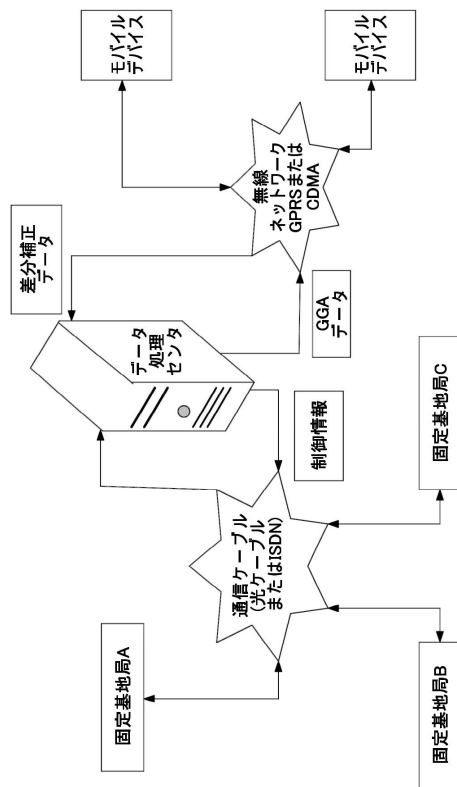 固定基地局A
固定基地局B
固定基地局C
通信ケーブル
(光ケーブル
またはISDN)
制御情報
データ
処理
センタ
差分補正
データ
GGA
データ
無線
ネットワーク
GPRSまたは
CDMA
モバイル
デバイス
モバイル
デバイス